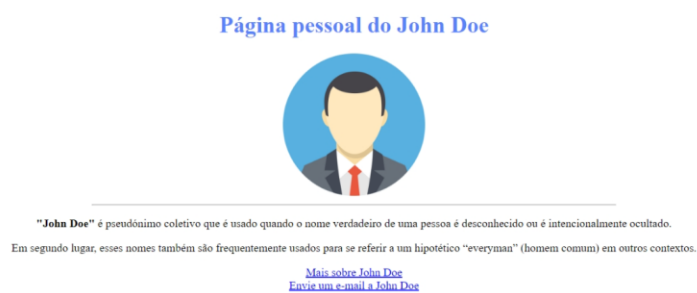 Página pessoal do John Doe
"John Doe" é pseudônimo coletivo que é usado quando o nome verdadeiro de uma pessoa é desconhecido ou é intencionalmente ocultado.
Em segundo lugar, esses nomes também são frequentemente usados para se referir a um hipotético “everyman” (homem comum) em outros contextos.
Mais sobre John Doe
Envie um e-mail a John Doe